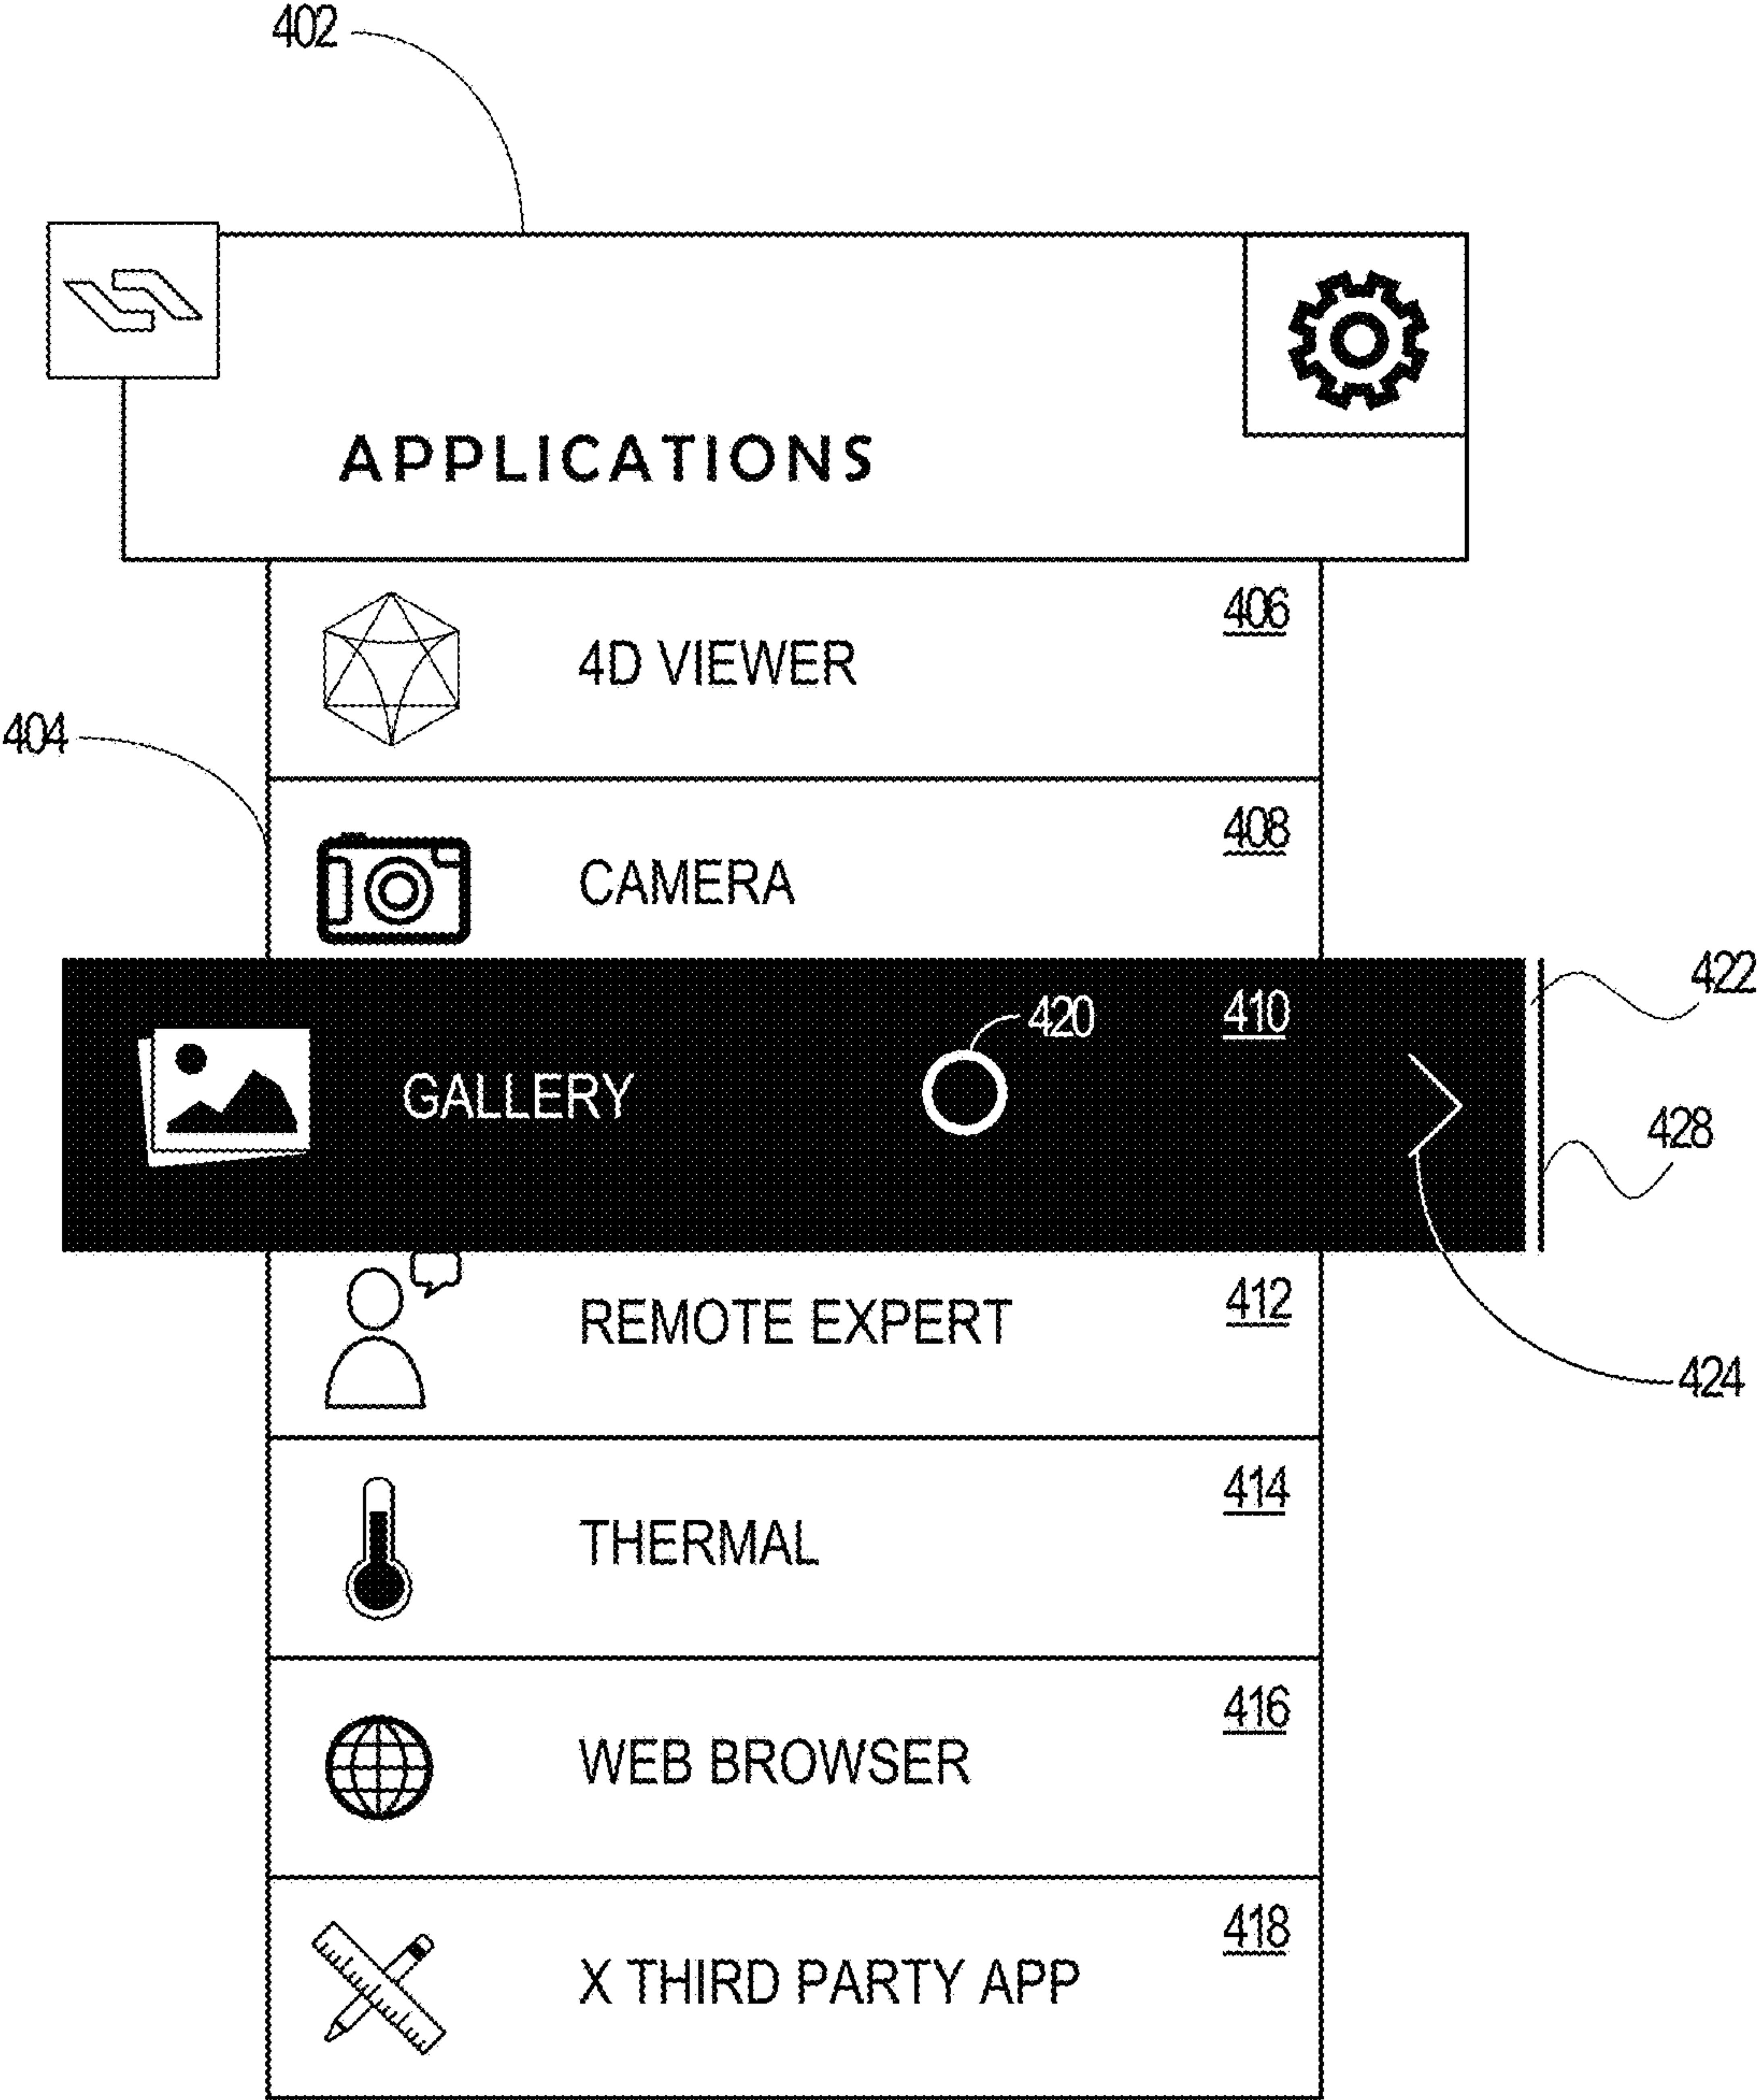 402
APPLICATIONS
406
4D VIEWER
404
408
CAMERA
422
410
420
GALLERY
428
412
REMOTE EXPERT
424
414
THERMAL
416
WEB BROWSER
418
X THIRD PARTY APP